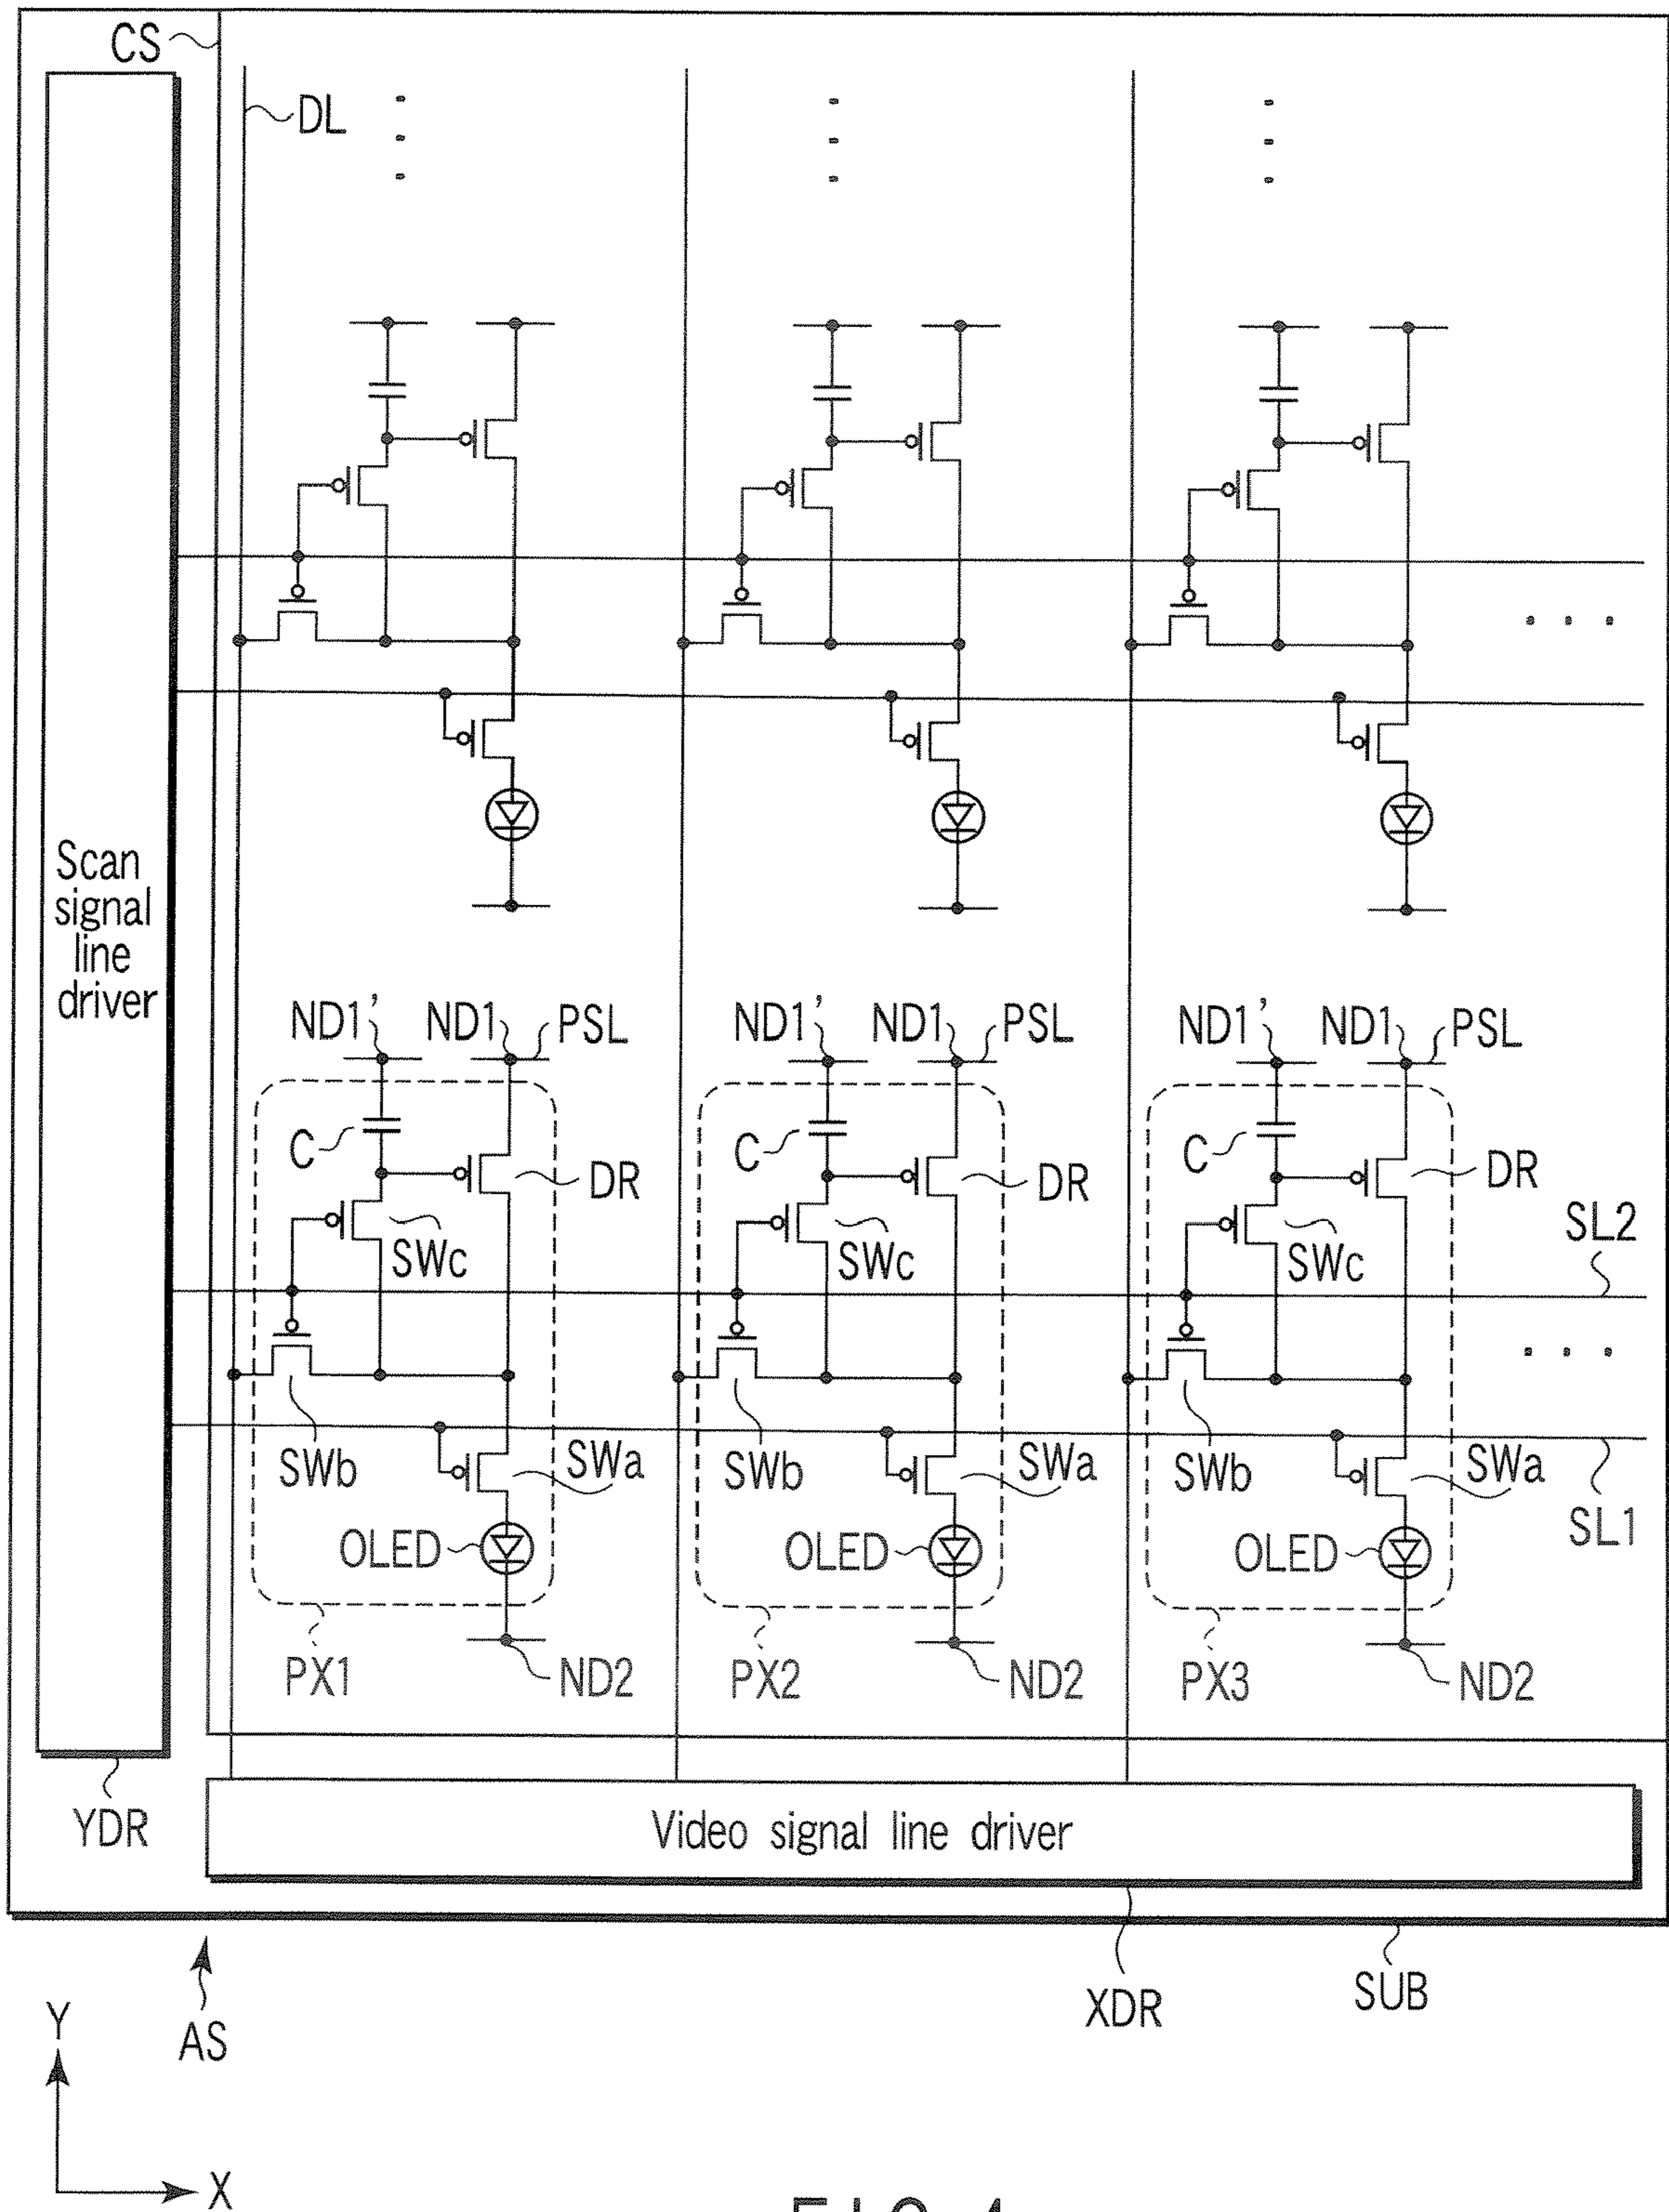 CS
DL
Scan
signal
line
driver
ND1' ND1 PSL ND1' ND1 PSL ND1' ND1 PSL
C DR C DR C DR
SL2
SWc SWc SWc
SWb SWa SWb SWa SWb SWa
SL1
OLED OLED OLED
PX1 ND2 PX2 ND2 PX3 ND2
YDR
Video signal line driver
XDR SUB
AS
Y
X